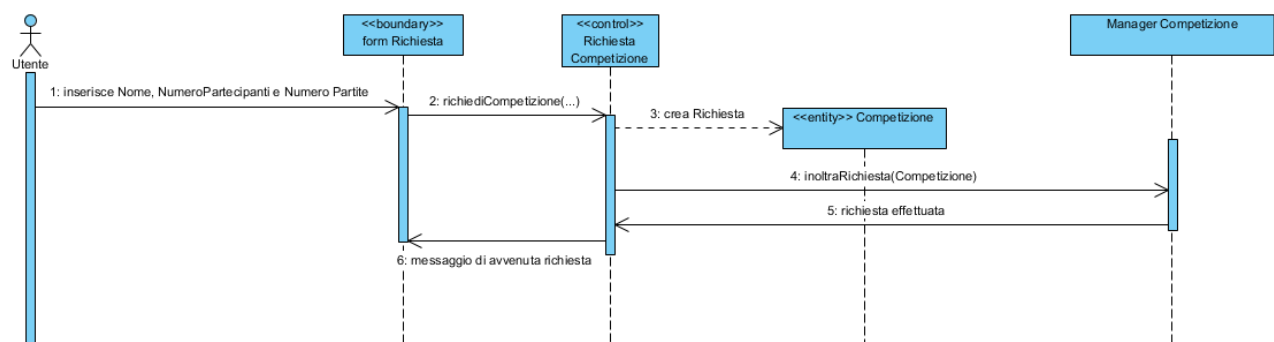 <<boundary>>
form Richiesta
<<control>>
Richiesta
Competizione
Manager Competizione
Utente
1: inserisce Nome, NumeroPartecipanti e Numero Partite
2: richiediCompetizione(...)
3: crea Richiesta
<<entity>> Competizione
4: inoltraRichiesta(Competizione)
5: richiesta effettuata
6: messaggio di avvenuta richiesta